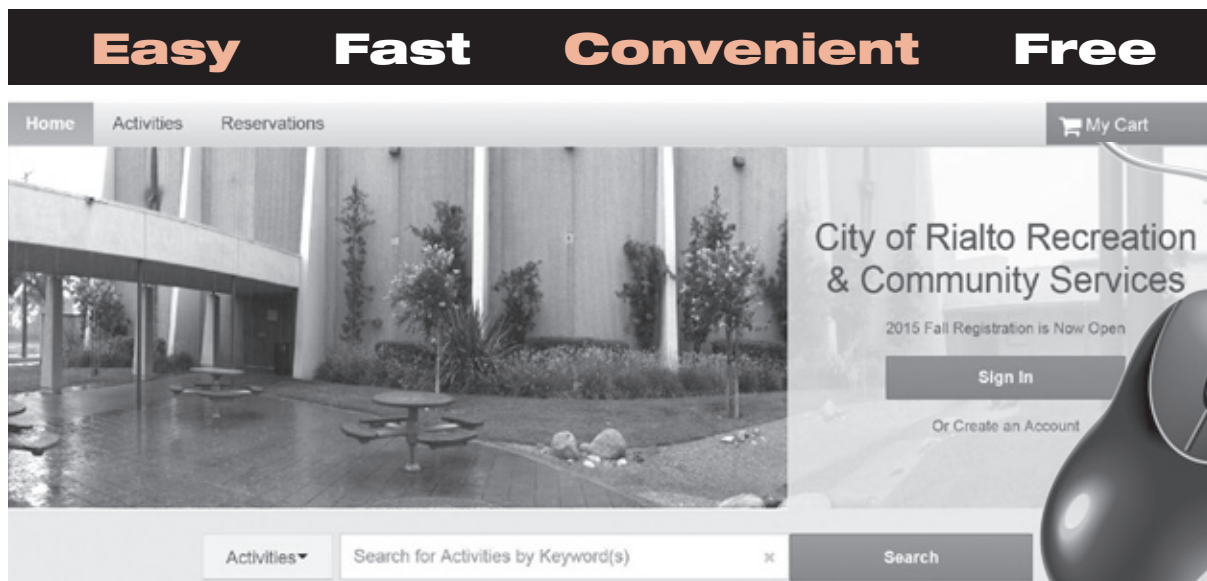 Easy Fast Convenient Free
Home Activities Reservations My Cart
City of Rialto Recreation
& Community Services
2015 Fall Registration is Now Open
Sign In
Or Create an Account
Activities Search for Activities by Keyword(s) × Search